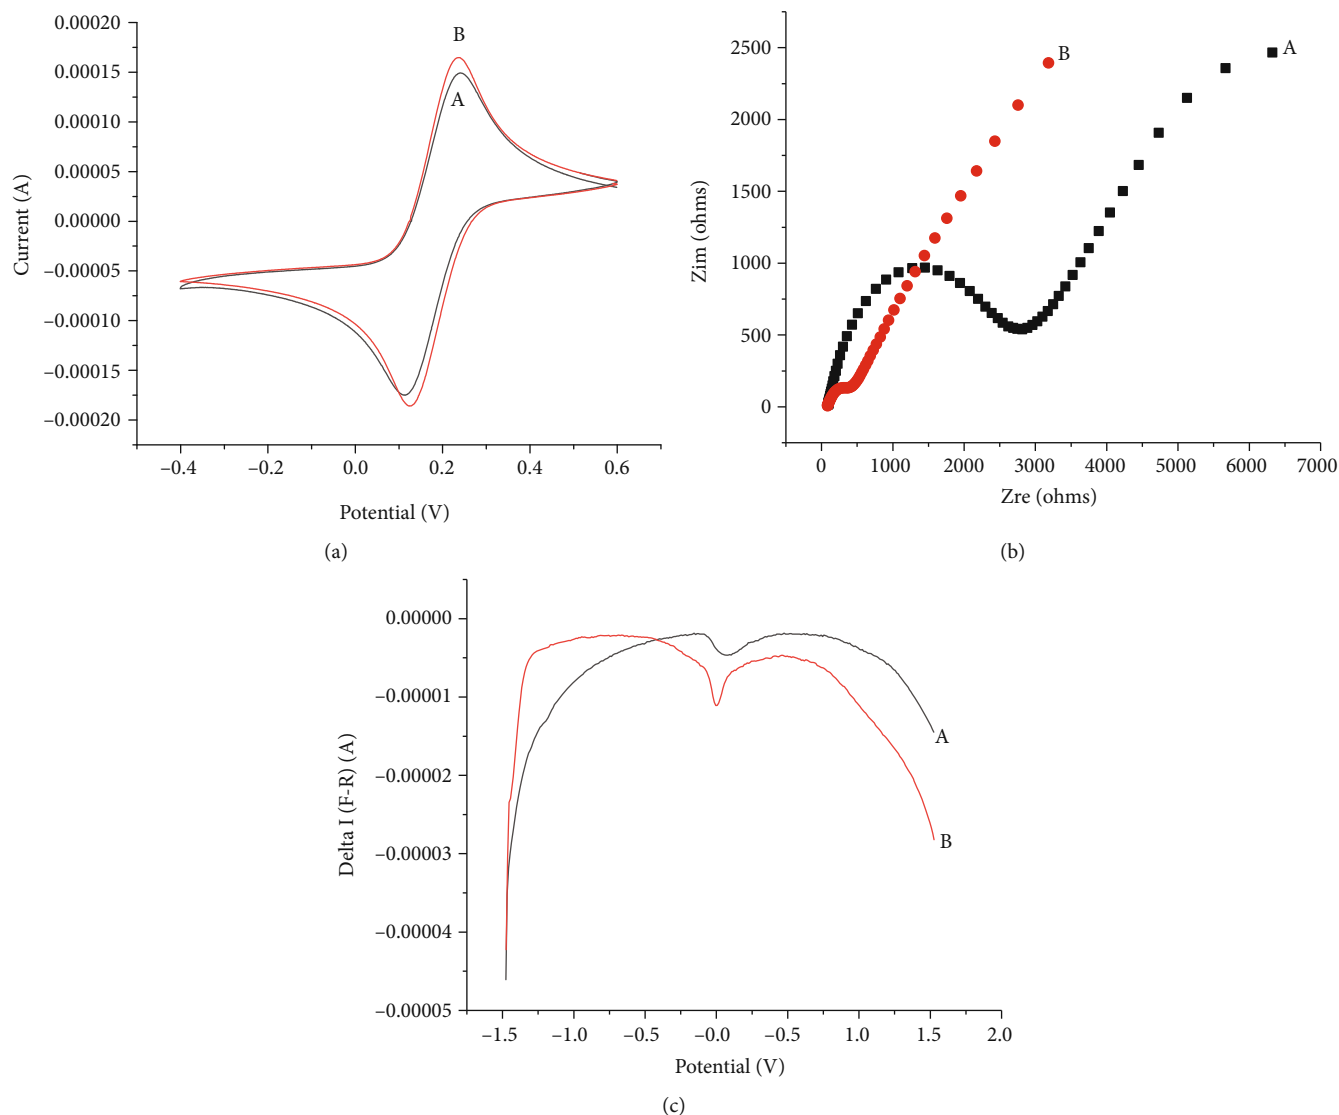 0.00020
0.00015
0.00010
0.00005
0.00000
−0.00005
−0.00010
−0.00015
−0.00020
Current (A)
B
A
−0.4
−0.2
0.0
0.2
0.4
0.6
Potential (V)
(a)
2500
2000
1500
1000
500
0
Zim (ohms)
B
A
0
1000
2000
3000
4000
5000
6000
7000
Zre (ohms)
(b)
0.00000
−0.00001
−0.00002
−0.00003
−0.00004
−0.00005
Delta I (F-R) (A)
A
B
−1.5
−1.0
−0.5
−0.0
−0.5
1.0
1.5
2.0
Potential (V)
(c)